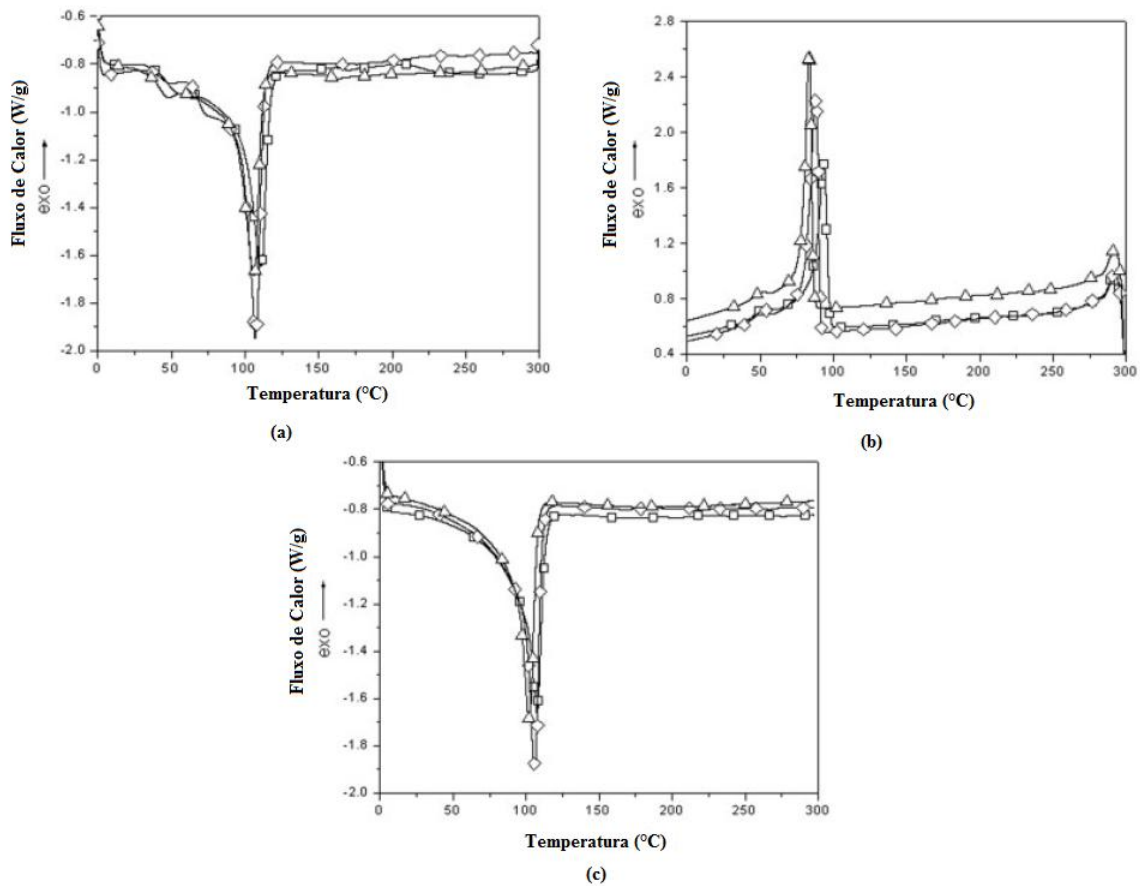 -0.6
-0.8
-1.0
-1.2
-1.4
-1.6
-1.8
-2.0
Fluxo de Calor (W/g)
exo
0 50 100 150 200 250 300
Temperatura (°C)
(a)
2.8
2.4
2.0
1.6
1.2
0.8
0.4
Fluxo de Calor (W/g)
exo
0 50 100 150 200 250 300
Temperatura (°C)
(b)
-0.6
-0.8
-1.0
-1.2
-1.4
-1.6
-1.8
-2.0
Fluxo de Calor (W/g)
exo
0 50 100 150 200 250 300
Temperatura (°C)
(c)